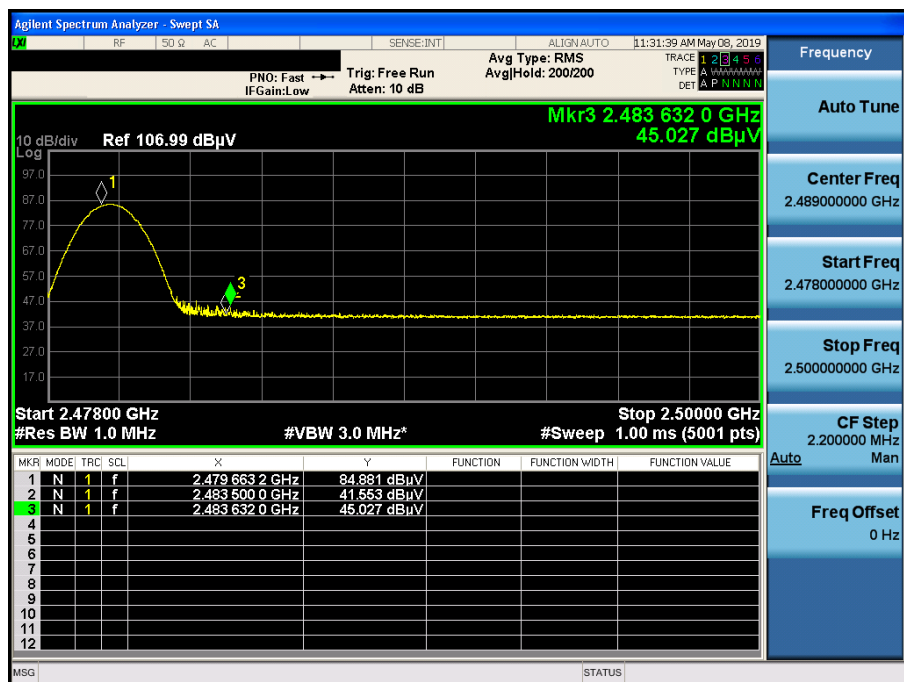 Agilent Spectrum Analyzer - Swept SA
LXI RF 50 Ω AC SENSE:INT ALIGN AUTO 11:31:39 AM May 08, 2019
PNO: Fast Trig: Free Run Avg Type: RMS TRACE 1 2 3 4 5 6
IFGain:Low Atten: 10 dB Avg|Hold: 200/200 TYPE A
DET A P N N N N
Mkr3 2.483 632 0 GHz
45.027 dBµV
10 dB/div Ref 106.99 dBµV
Log
97.0
87.0
77.0
67.0
57.0
47.0
37.0
27.0
17.0
1
3
Start 2.47800 GHz Stop 2.50000 GHz
#Res BW 1.0 MHz #VBW 3.0 MHz* #Sweep 1.00 ms (5001 pts)
MKR MODE TRC SCL X Y FUNCTION FUNCTION WIDTH FUNCTION VALUE
1 N 1 f 2.479 663 2 GHz 84.881 dBµV
2 N 1 f 2.483 500 0 GHz 41.553 dBµV
3 N 1 f 2.483 632 0 GHz 45.027 dBµV
4
5
6
7
8
9
10
11
12
MSG STATUS
Frequency
Auto Tune
Center Freq
2.489000000 GHz
Start Freq
2.478000000 GHz
Stop Freq
2.500000000 GHz
CF Step
2.200000 MHz
Auto Man
Freq Offset
0 Hz